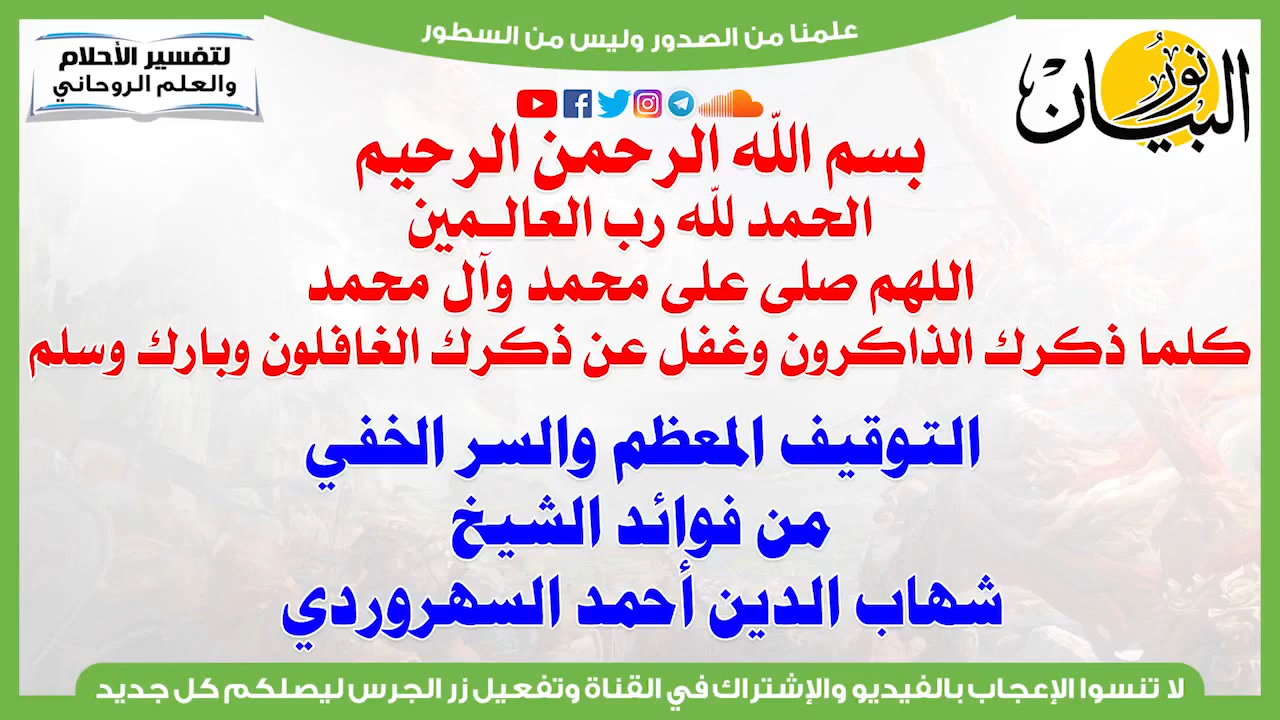 علمنا من الصدور وليس من السطور
نور البيان
لتفسير الأحلام
والعلم الروحاني
بسم الله الرحمن الرحيم
الحمد لله رب العالـمين
اللهم صلى على محمد وآل محمد
كلما ذكرك الذاكرون وغفل عن ذكرك الغافلون وبارك وسلم
التوقيف المعظم والسر الخفي
من فوائد الشيخ
شهاب الدين أحمد السهروردي
لا تنسوا الإعجاب بالفيديو والإشتراك في القناة وتفعيل زر الجرس ليصلكم كل جديد